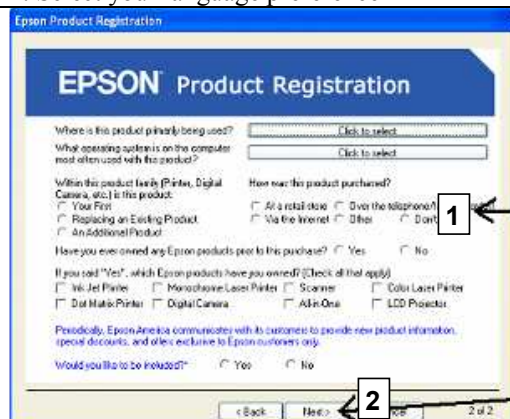 Select your language preference
Epson Product Registration
EPSON Product Registration
Where is this product primarily being used? Click to select
What operating system is on the computer most often used with this product? Click to select
Within this product family (Printer, Digital Camera, etc.) is this product:
Your First
Replacing an Existing Product
An Additional Product
How was this product purchased?
At a retail store Over the telephone/
Via the Internet Other Don't
1
Have you ever owned any Epson products prior to this purchase? Yes No
If you said "Yes", which Epson products have you owned? (Check all that apply)
Ink Jet Printer Monochrome Laser Printer Scanner Color Laser Printer
Dot Matrix Printer Digital Camera All-in-One LCD Projector
Periodically, Epson America communicates with its customers to provide new product information,
special discounts, and offers exclusive to Epson customers only.
Would you like to be included?* Yes No
< Back Next > 2 2 of 2